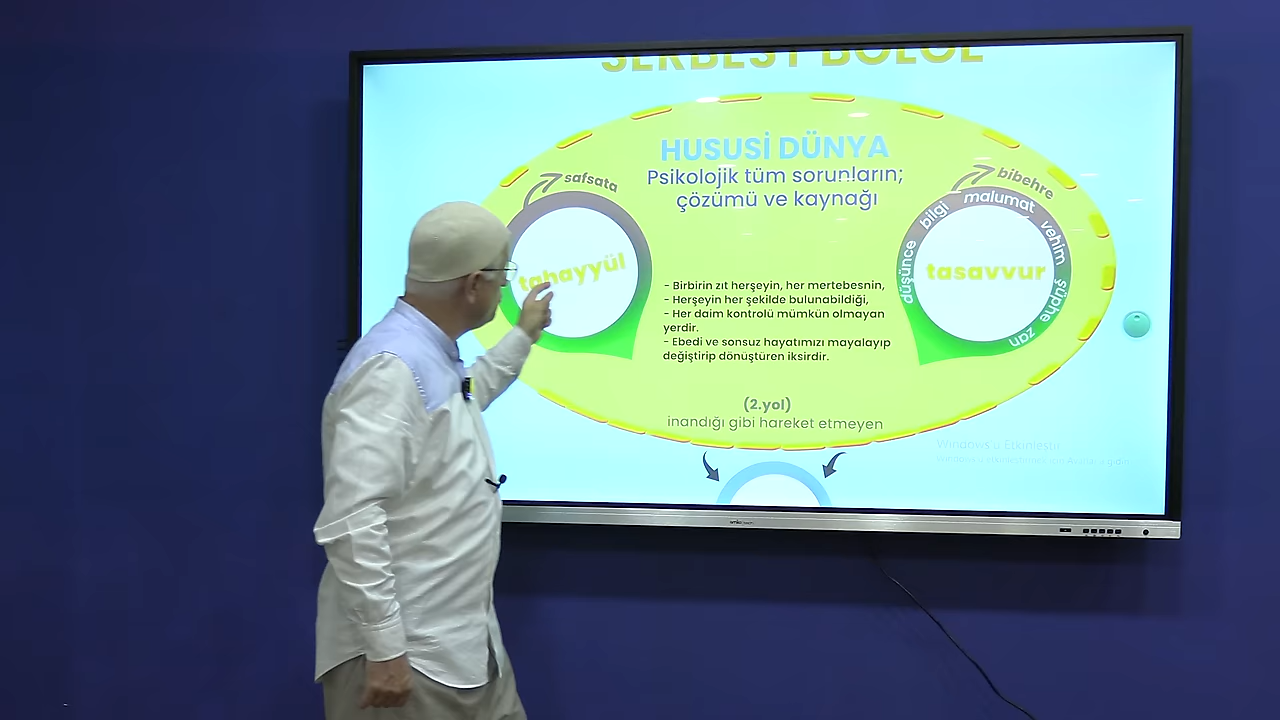 SERBEST BÖLGE
HUSUSİ DÜNYA
Psikolojik tüm sorunların;
çözümü ve kaynağı
safsata
tahayyül
bibehre
düşünce bilgi malumat vehim şüphe zan
tasavvur
- Birbirin zıt herşeyin, her mertebesnin,
- Herşeyin her şekilde bulunabildiği,
- Her daim kontrolü mümkün olmayan
yerdir.
- Ebedi ve sonsuz hayatımızı mayalayıp
değiştirip dönüştüren iksirdir.
(2.yol)
inandığı gibi hareket etmeyen
Windows'u Etkinleştir